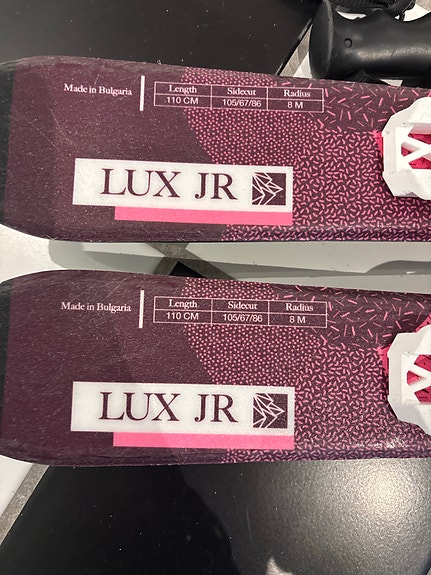 Made in Bulgaria
Length Sidecut Radius
110 CM 105/67/86 8 M
LUX JR
Made in Bulgaria
Length Sidecut Radius
110 CM 105/67/86 8 M
LUX JR